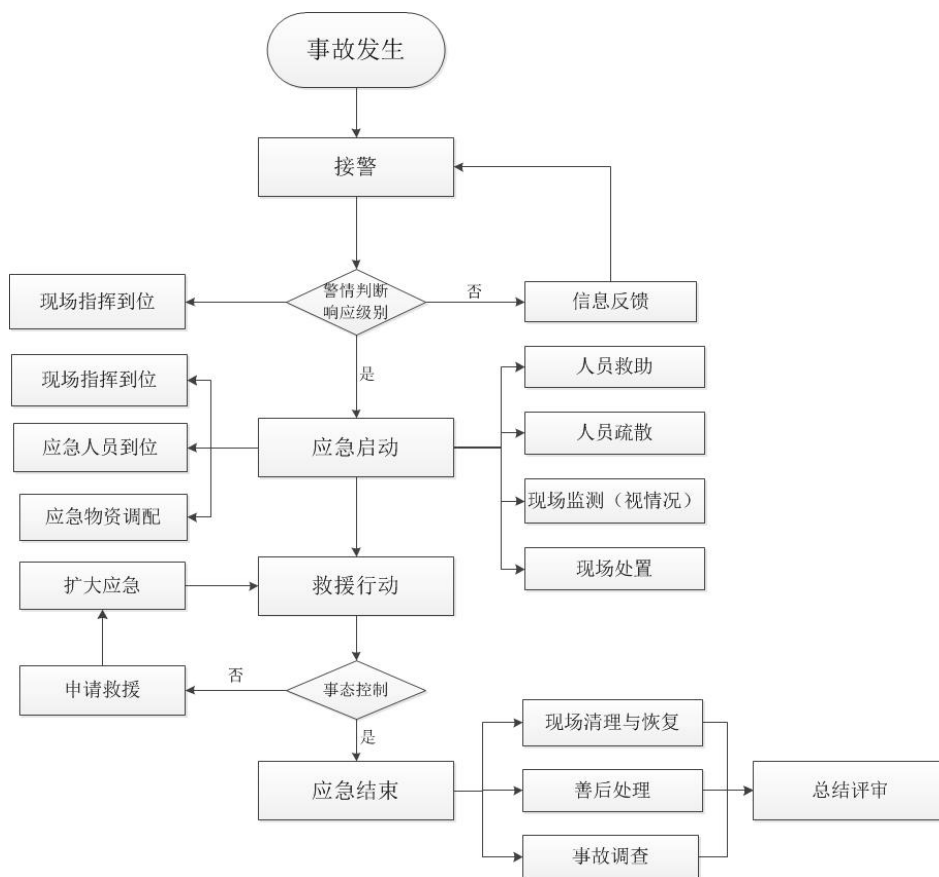 事故发生
接警
现场指挥到位
警情判断
响应级别
否
信息反馈
是
现场指挥到位
人员救助
应急人员到位
应急启动
人员疏散
应急物资调配
现场监测（视情况）
扩大应急
救援行动
现场处置
申请救援
否
事态控制
是
现场清理与恢复
应急结束
善后处理
总结评审
事故调查